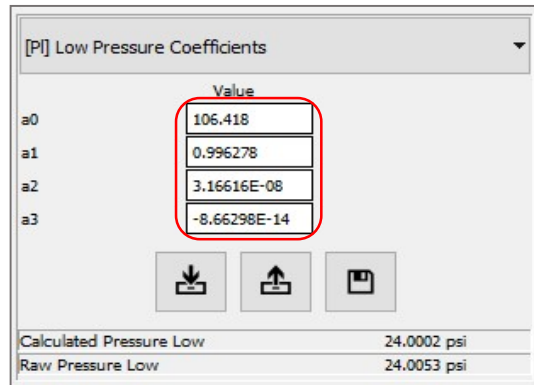 [Pl] Low Pressure Coefficients
Value
a0 106.418
a1 0.996278
a2 3.16616E-08
a3 -8.66298E-14
Calculated Pressure Low 24.0002 psi
Raw Pressure Low 24.0053 psi